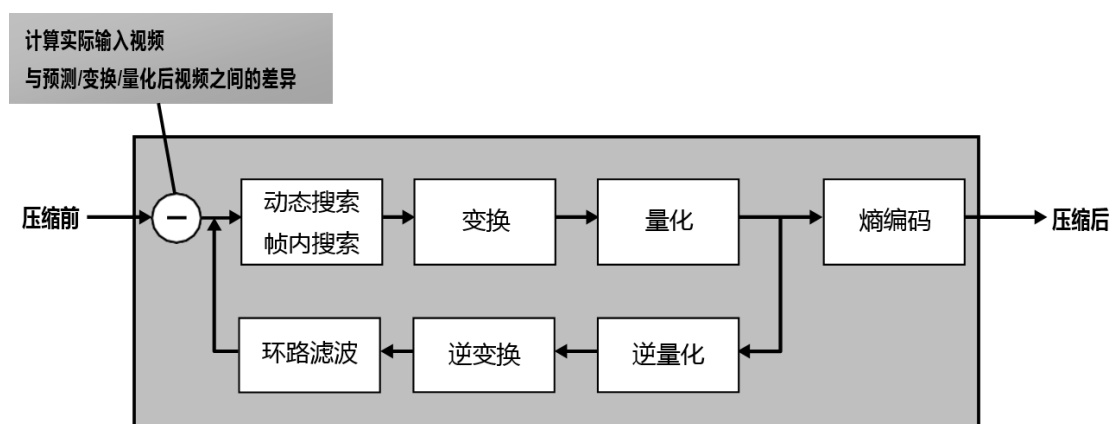 计算实际输入视频
与预测/变换/量化后视频之间的差异
压缩前
动态搜索
帧内搜索
变换
量化
熵编码
压缩后
环路滤波
逆变换
逆量化